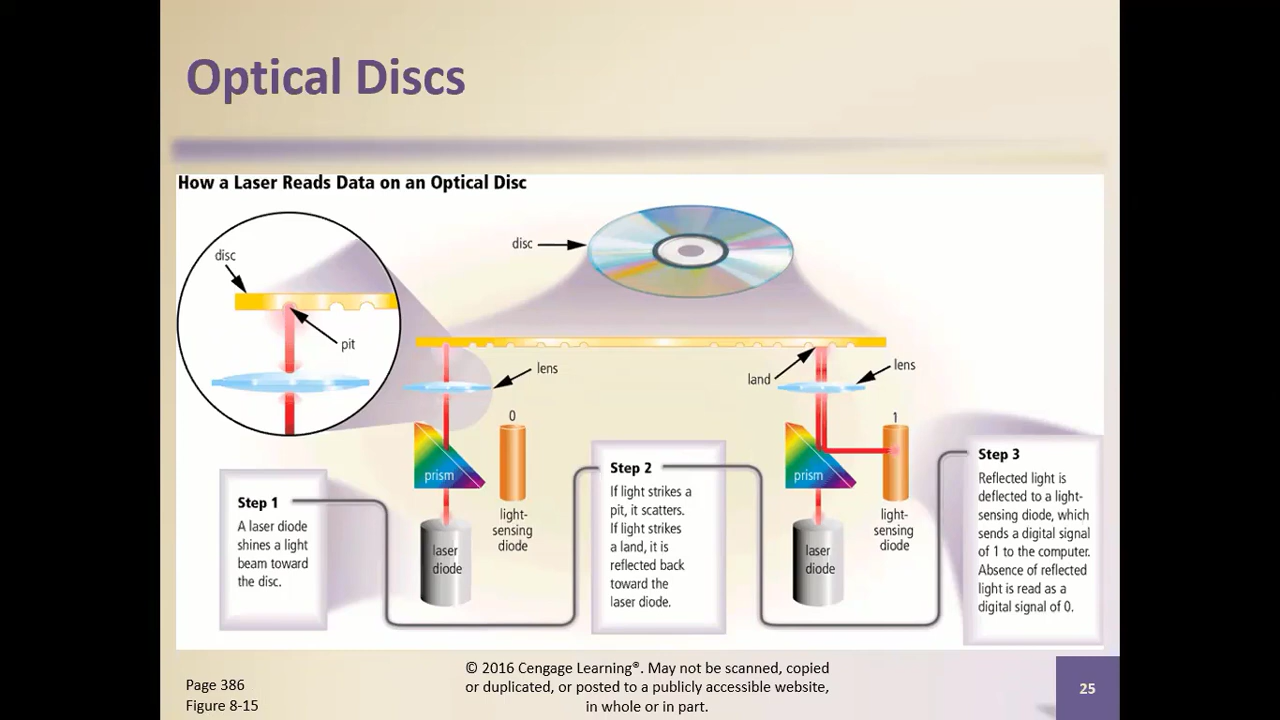 Optical Discs
How a Laser Reads Data on an Optical Disc
disc
pit
disc
lens
0
prism
light-
sensing
diode
laser
diode
land
lens
1
prism
light-
sensing
diode
laser
diode
Step 1
A laser diode
shines a light
beam toward
the disc.
Step 2
If light strikes a
pit, it scatters.
If light strikes
a land, it is
reflected back
toward the
laser diode.
Step 3
Reflected light is
deflected to a light-
sensing diode, which
sends a digital signal
of 1 to the computer.
Absence of reflected
light is read as a
digital signal of 0.
Page 386
Figure 8-15
© 2016 Cengage Learning®. May not be scanned, copied
or duplicated, or posted to a publicly accessible website,
in whole or in part.
25